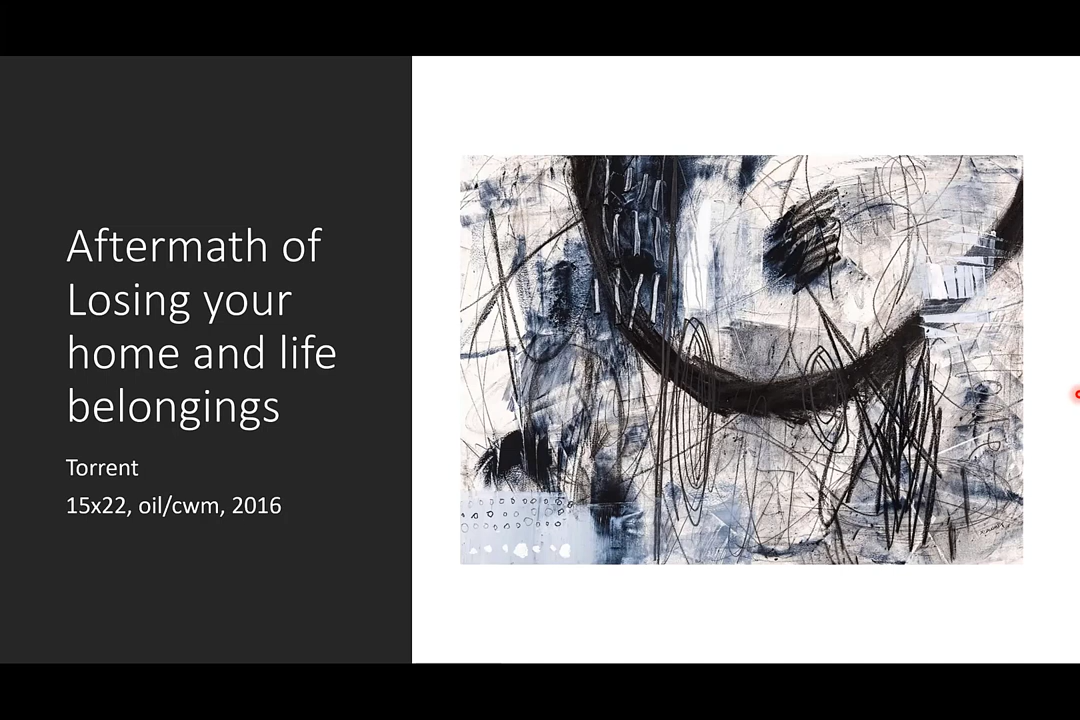 Aftermath of
Losing your
home and life
belongings
Torrent
15x22, oil/cwm, 2016